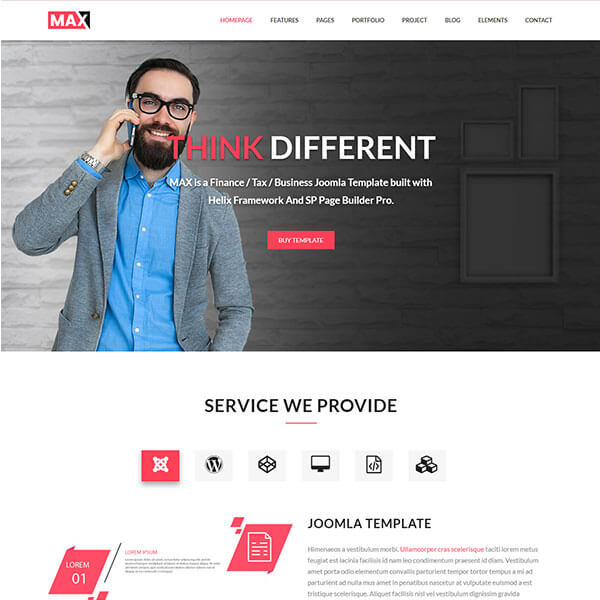 MAX
HOMEPAGE FEATURES PAGES PORTFOLIO PROJECT BLOG ELEMENTS CONTACT
THINK DIFFERENT
MAX is a Finance / Tax / Business Joomla Template built with
Helix Framework And SP Page Builder Pro.
BUY TEMPLATE
SERVICE WE PROVIDE
JOOMLA TEMPLATE
LOREM
01
LOREM IPSUM
Himenaeos a vestibulum morbi. Ullamcorper cras scelerisque taciti lorem metus
feugiat est lacinia facilisis id nam leo condimentum praesent id diam. Vestibulum
amet porta odio elementum convallis parturient tempor tortor tempus a mi ad
parturient ad nulla mus amet in penatibus nascetur at vulputate euismod a est
tristique scelerisque. Aliquet dignissim vestibulum convallis facilisis dignissim